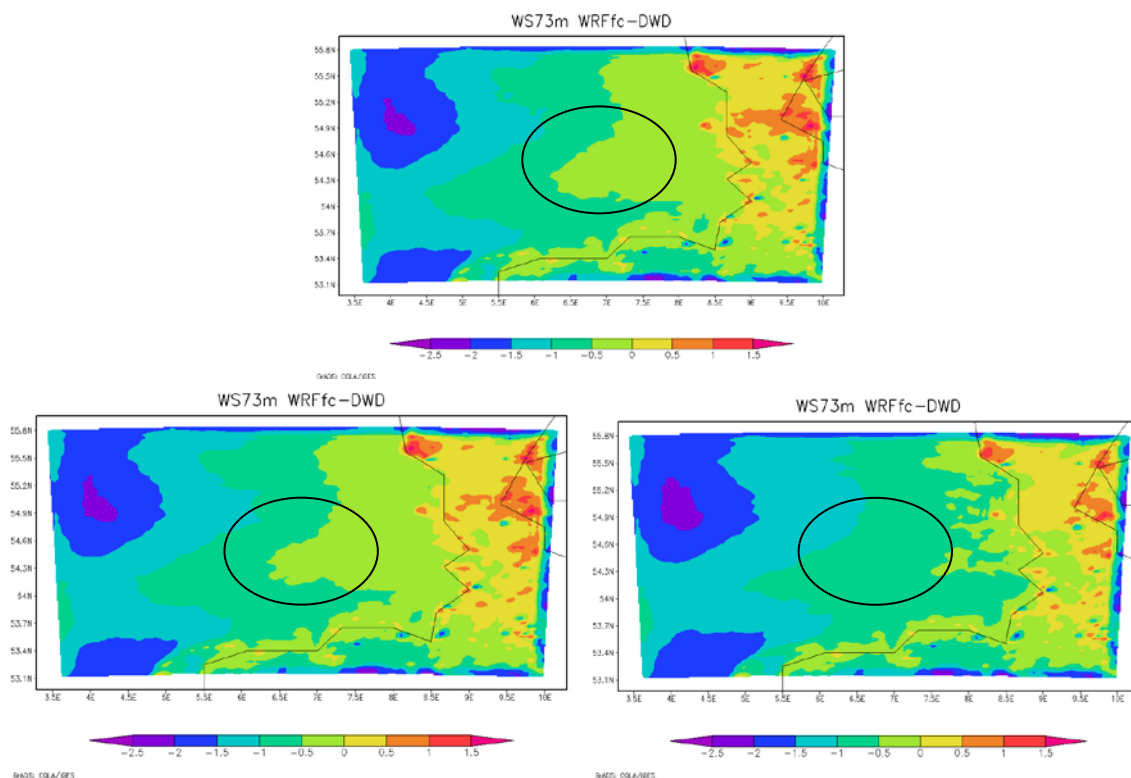 WS73m WRFfc-DWD
55.8N
55.5N
55.2N
54.9N
54.6N
54.3N
54N
53.7N
53.4N
53.1N
3.5E 4E 4.5E 5E 5.5E 6E 6.5E 7E 7.5E 8E 8.5E 9E 9.5E 10E
-2.5 -2 -1.5 -1 -0.5 0 0.5 1 1.5
GrADS: COLA/IGES
WS73m WRFfc-DWD
55.8N
55.5N
55.2N
54.9N
54.6N
54.3N
54N
53.7N
53.4N
53.1N
3.5E 4E 4.5E 5E 5.5E 6E 6.5E 7E 7.5E 8E 8.5E 9E 9.5E 10E
-2.5 -2 -1.5 -1 -0.5 0 0.5 1 1.5
GrADS: COLA/IGES
WS73m WRFfc-DWD
55.8N
55.5N
55.2N
54.9N
54.6N
54.3N
54N
53.7N
53.4N
53.1N
3.5E 4E 4.5E 5E 5.5E 6E 6.5E 7E 7.5E 8E 8.5E 9E 9.5E 10E
-2.5 -2 -1.5 -1 -0.5 0 0.5 1 1.5
GrADS: COLA/IGES